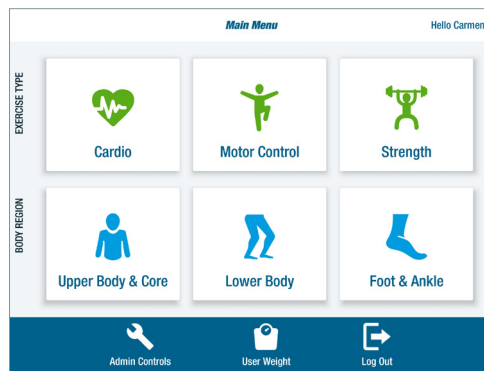 Main Menu
Hello Carmen
EXERCISE TYPE
Cardio
Motor Control
Strength
BODY REGION
Upper Body & Core
Lower Body
Foot & Ankle
Admin Controls
User Weight
Log Out